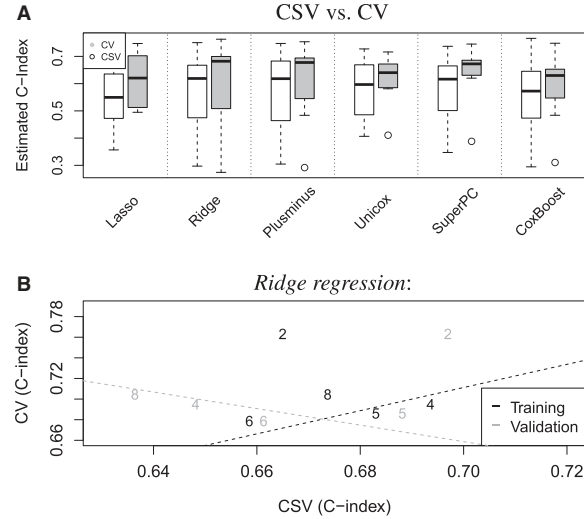 A
CSV vs. CV
Estimated C-Index
0.7
0.5
0.3
CV
CSV
Lasso
Ridge
Plusminus
Unicox
SuperPC
CoxBoost
B
Ridge regression:
CV (C-index)
0.78
0.72
0.66
2
2
8
8
4
4
5
5
6
6
Training
Validation
0.64
0.66
0.68
0.70
0.72
CSV (C-index)